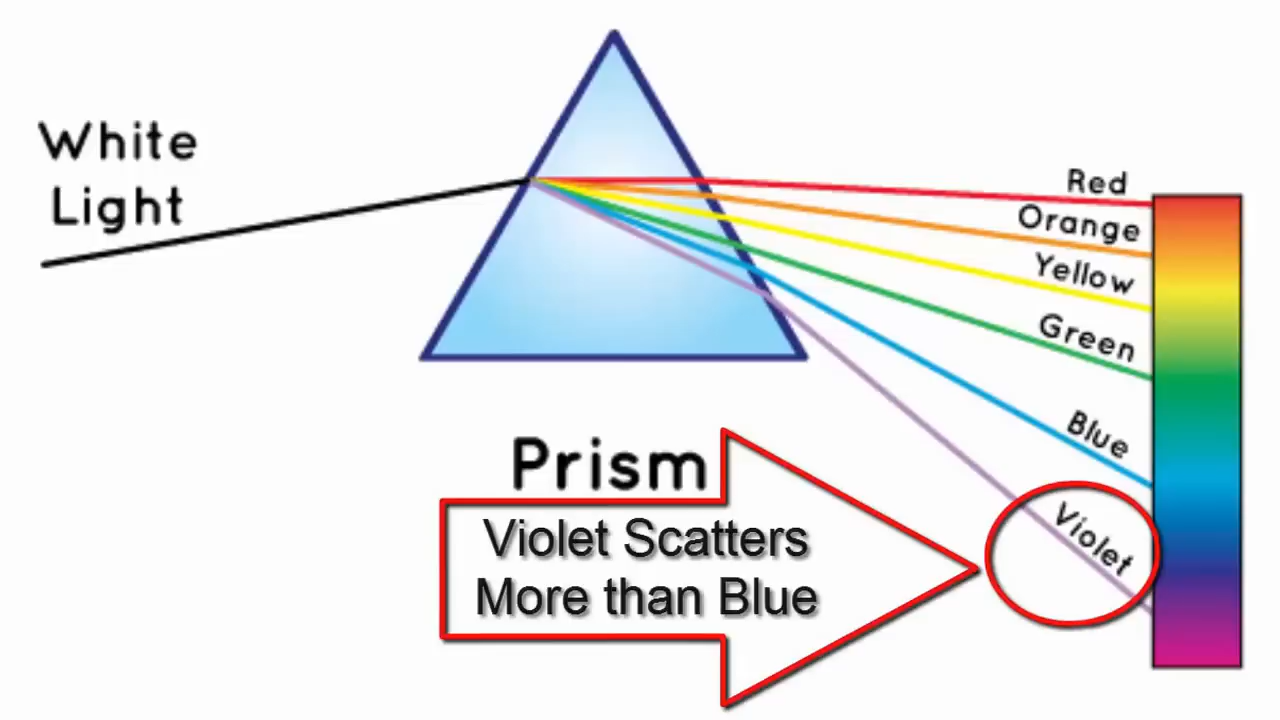 White
Light
Red
Orange
Yellow
Green
Blue
Violet
Prism
Violet Scatters
More than Blue